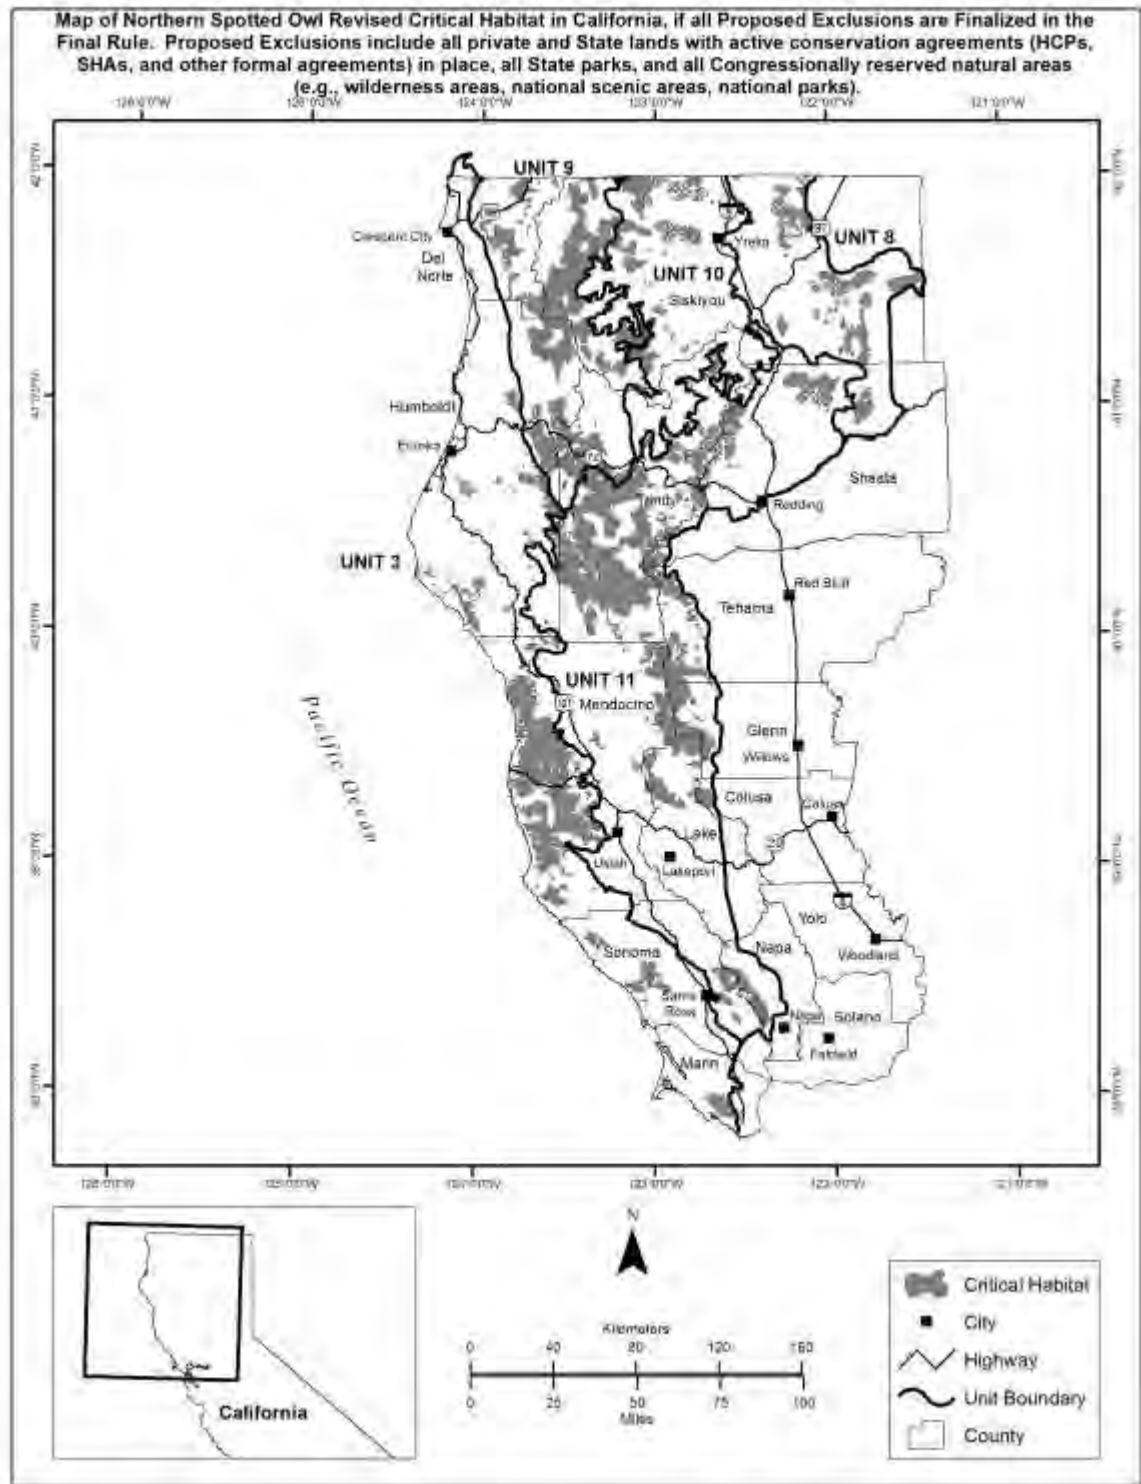 Map of Northern Spotted Owl Revised Critical Habitat in California, if all Proposed Exclusions are Finalized in the
Final Rule. Proposed Exclusions include all private and State lands with active conservation agreements (HCPs,
SHAs, and other formal agreements) in place, all State parks, and all Congressionally reserved natural areas
(e.g., wilderness areas, national scenic areas, national parks).
UNIT 9
Crescent City
Yreka
97
UNIT 8
Del
Norte
UNIT 10
Siskiyou
Humboldt
Eureka
Shasta
Redding
UNIT 3
Red Bluff
Tehama
UNIT 11
101
Mendocino
Glenn
Willows
Pacific Ocean
Colusa
Colusa
Lake
20
Ukiah
Lakeport
5
Yolo
Napa
Sonoma
Woodland
Santa
Rosa
Napa
Solano
Fairfield
Marin
N
Kilometers
0 40 80 120 160
0 25 50 75 100
Miles
California
Critical Habitat
City
Highway
Unit Boundary
County